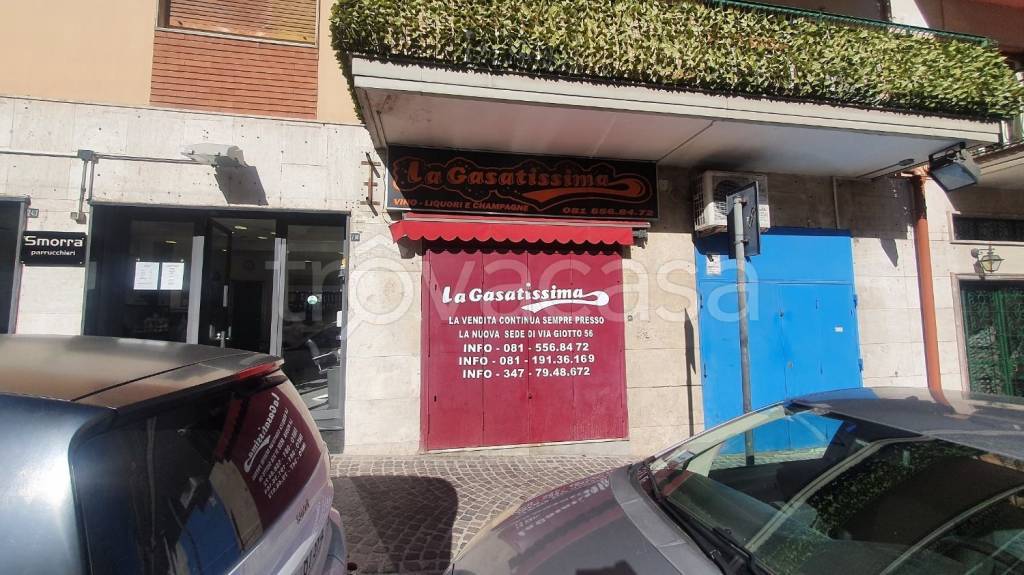 La Gasatissima
VINO - LIQUORI E CHAMPAGNE
081 556.84.72
Smorra
parrucchieri
La Gasatissima
LA VENDITA CONTINUA SEMPRE PRESSO
LA NUOVA SEDE DI VIA GIOTTO 56
INFO - 081 - 556.84.72
INFO - 081 - 191.36.169
INFO - 347 - 79.48.672
trovacasa